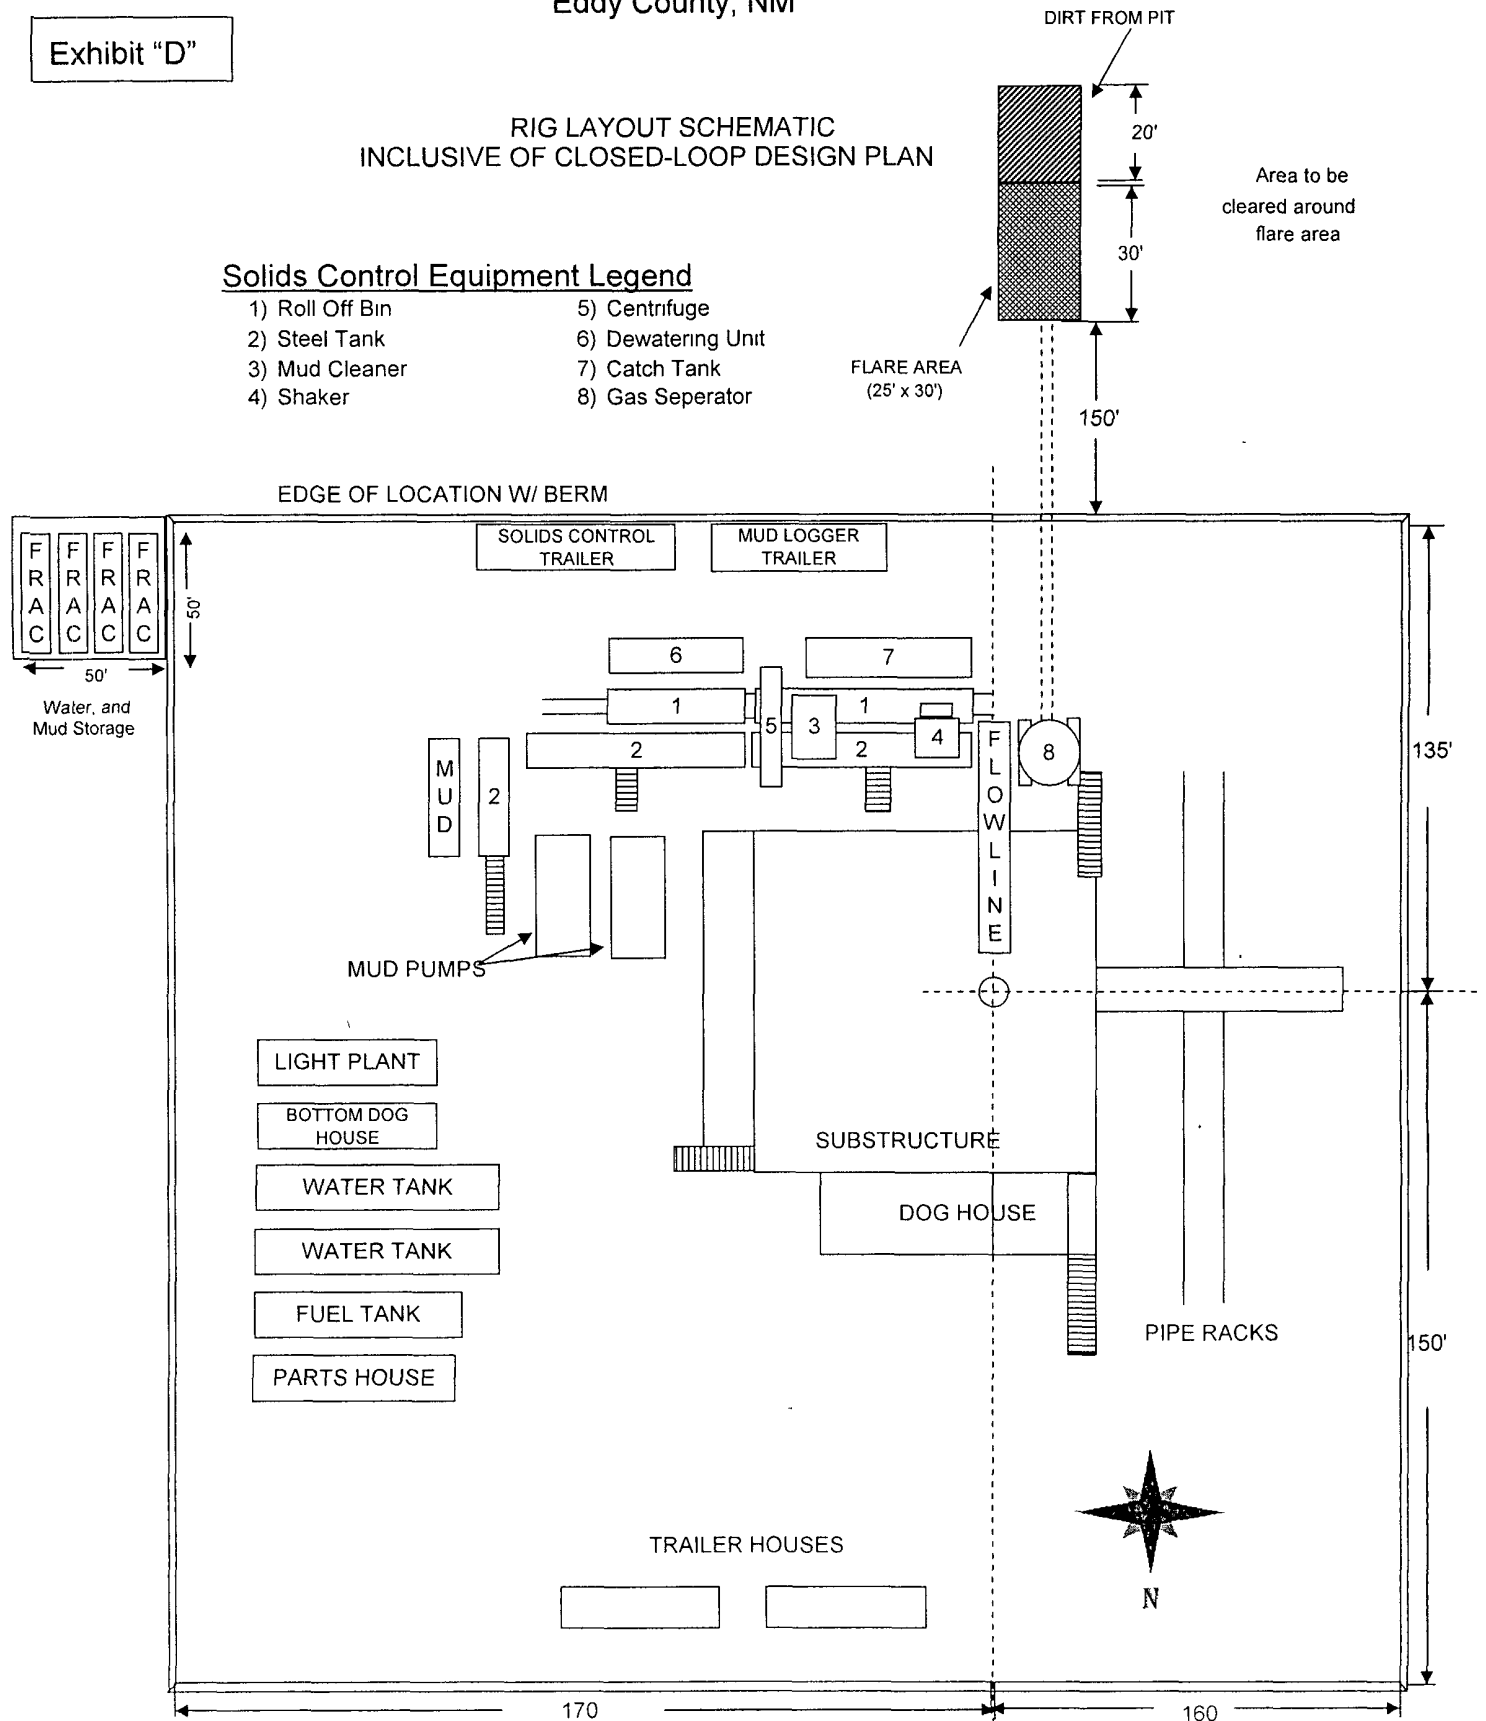 Eddy County, NM
Exhibit “D”
DIRT FROM PIT
20'
RIG LAYOUT SCHEMATIC
INCLUSIVE OF CLOSED-LOOP DESIGN PLAN
Area to be
cleared around
flare area
30'
Solids Control Equipment Legend
1) Roll Off Bin
2) Steel Tank
3) Mud Cleaner
4) Shaker
5) Centrifuge
6) Dewatering Unit
7) Catch Tank
8) Gas Seperator
FLARE AREA
(25' x 30')
150'
EDGE OF LOCATION W/ BERM
SOLIDS CONTROL
TRAILER
MUD LOGGER
TRAILER
FRAC
FRAC
FRAC
FRAC
50'
50'
Water, and
Mud Storage
6
7
1
1
5
3
4
2
2
8
MUD
2
FLOWLINE
135'
MUD PUMPS
LIGHT PLANT
BOTTOM DOG
HOUSE
SUBSTRUCTURE
WATER TANK
DOG HOUSE
WATER TANK
FUEL TANK
PIPE RACKS
150'
PARTS HOUSE
TRAILER HOUSES
N
170
160